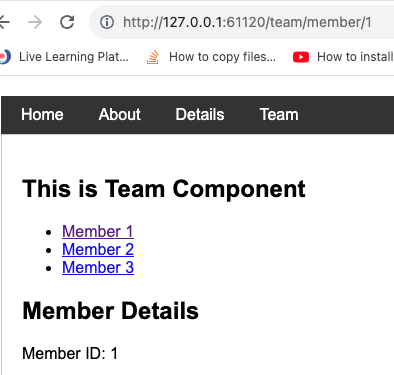 http://127.0.0.1:61120/team/member/1
Live Learning Plat... How to copy files... How to install
Home About Details Team
This is Team Component
Member 1
Member 2
Member 3
Member Details
Member ID: 1